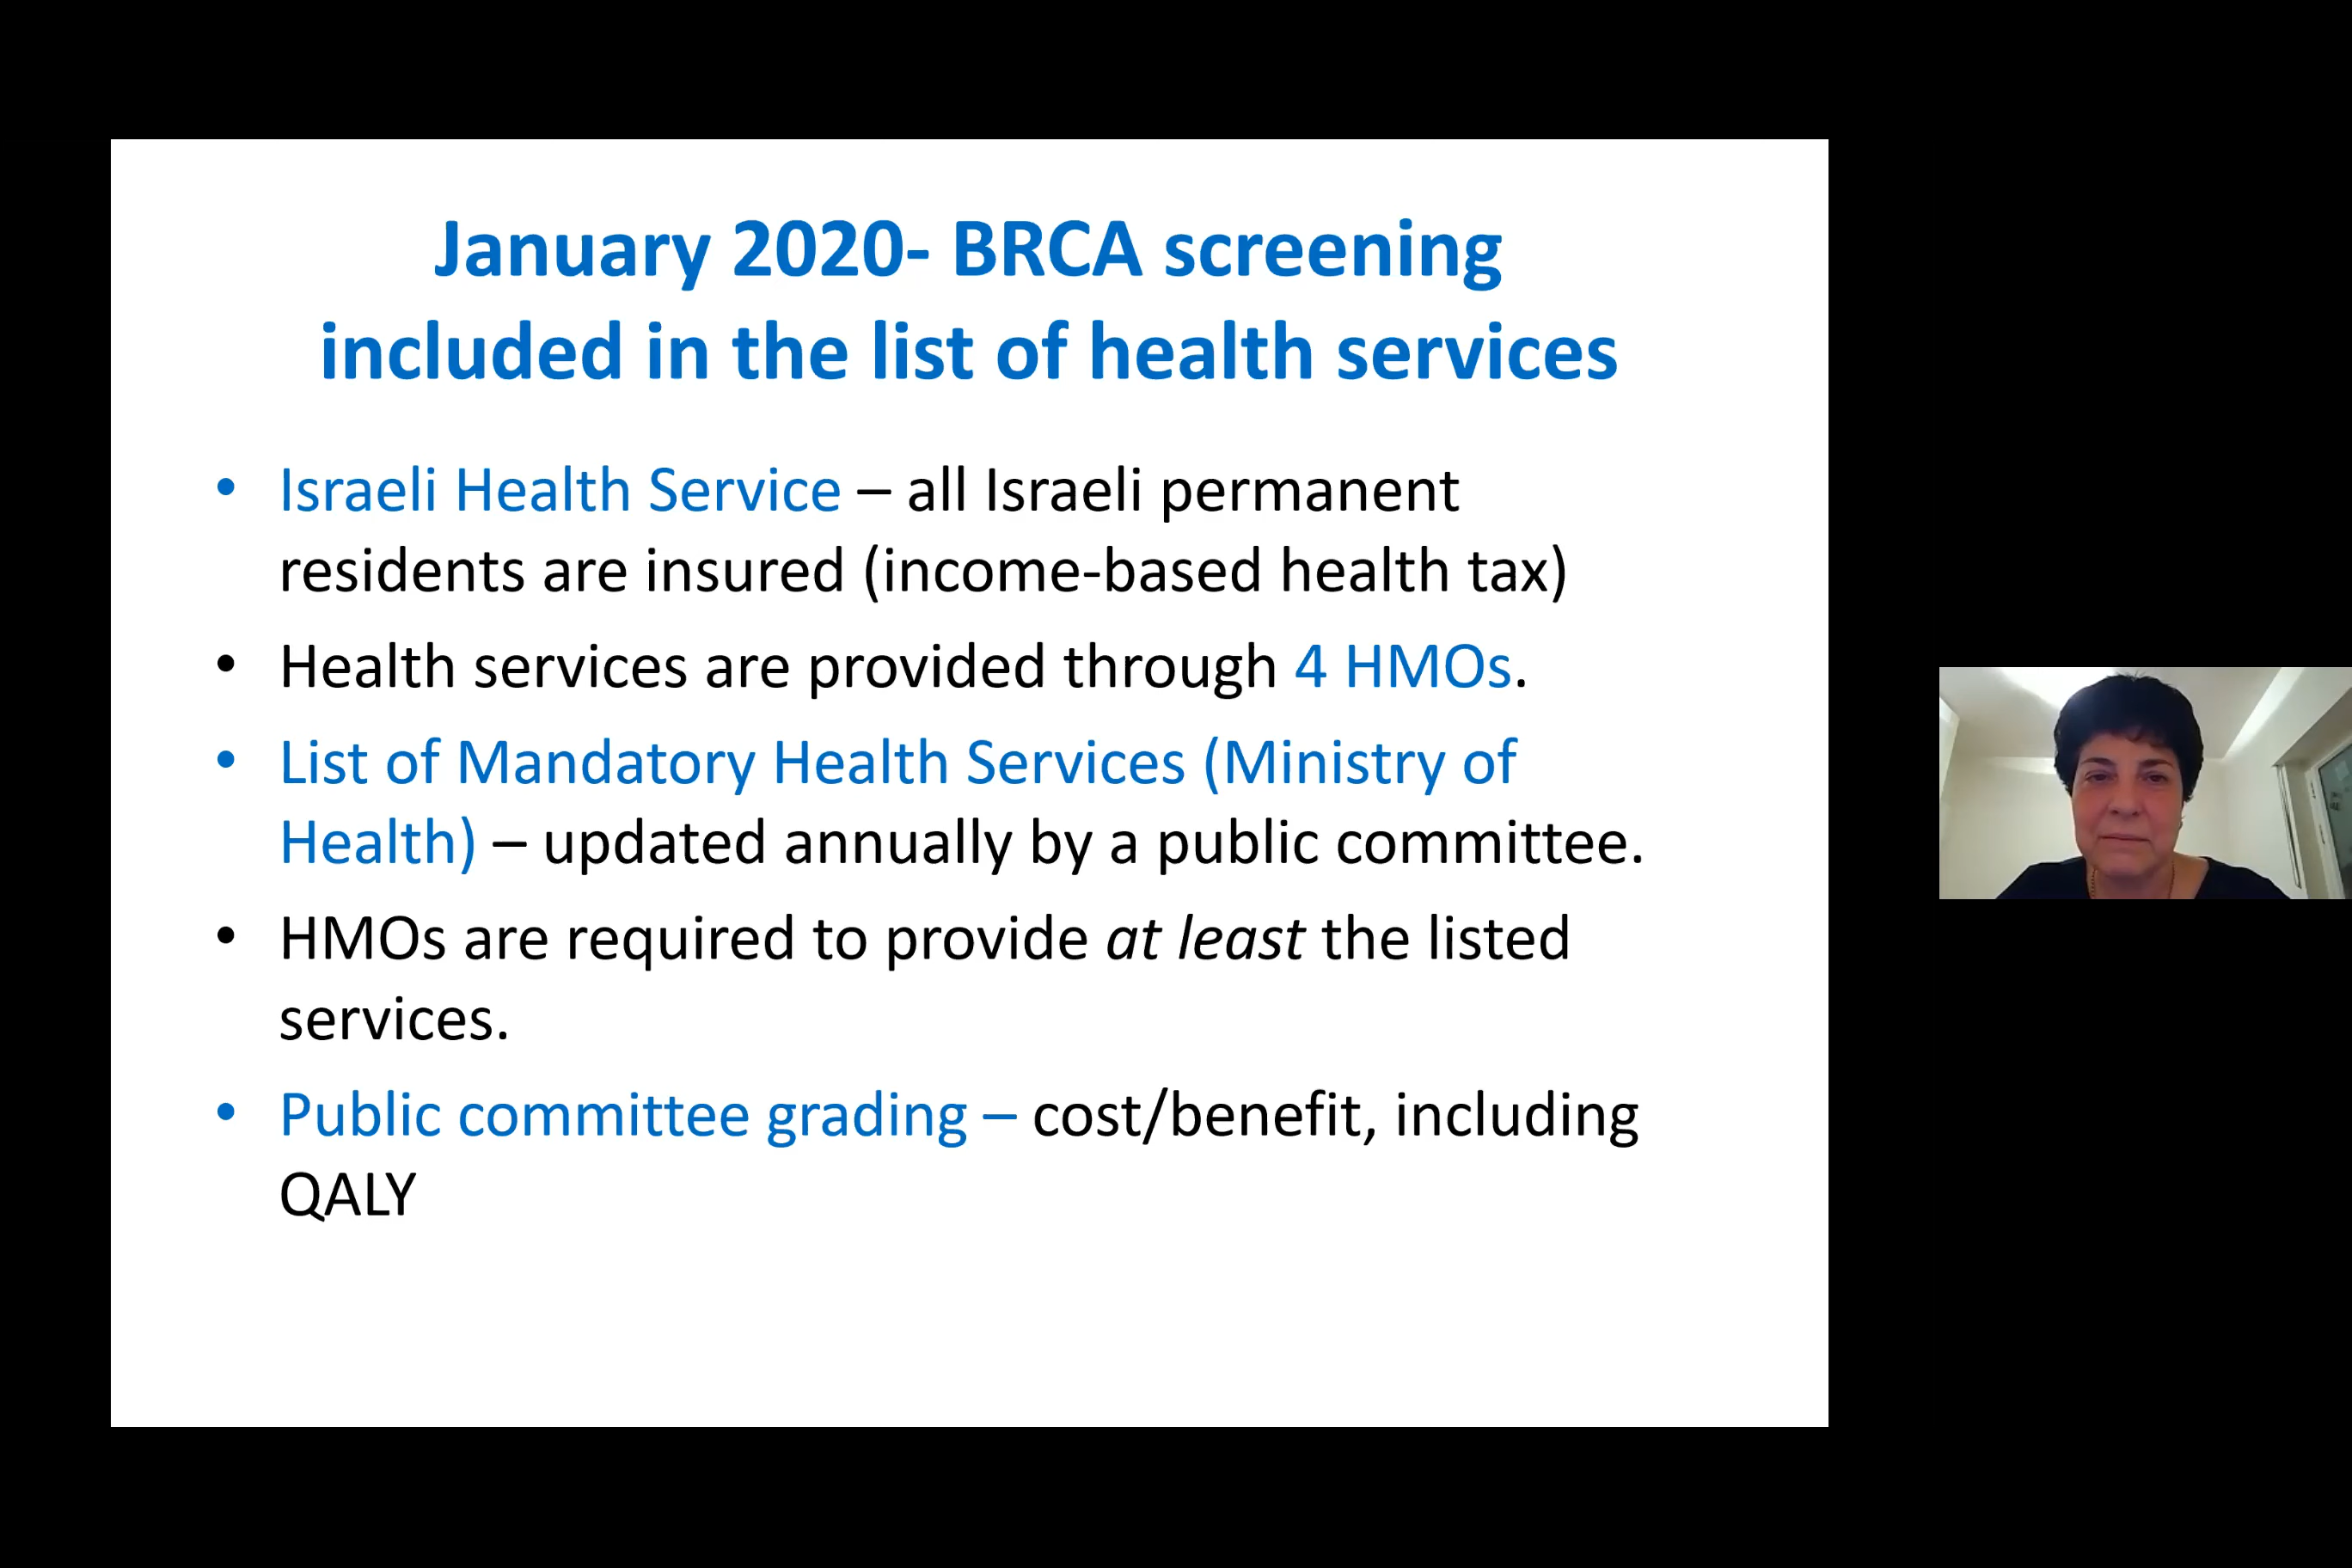 January 2020- BRCA screening
included in the list of health services
• Israeli Health Service – all Israeli permanent
residents are insured (income-based health tax)
• Health services are provided through 4 HMOs.
• List of Mandatory Health Services (Ministry of
Health) – updated annually by a public committee.
• HMOs are required to provide at least the listed
services.
• Public committee grading – cost/benefit, including
QALY